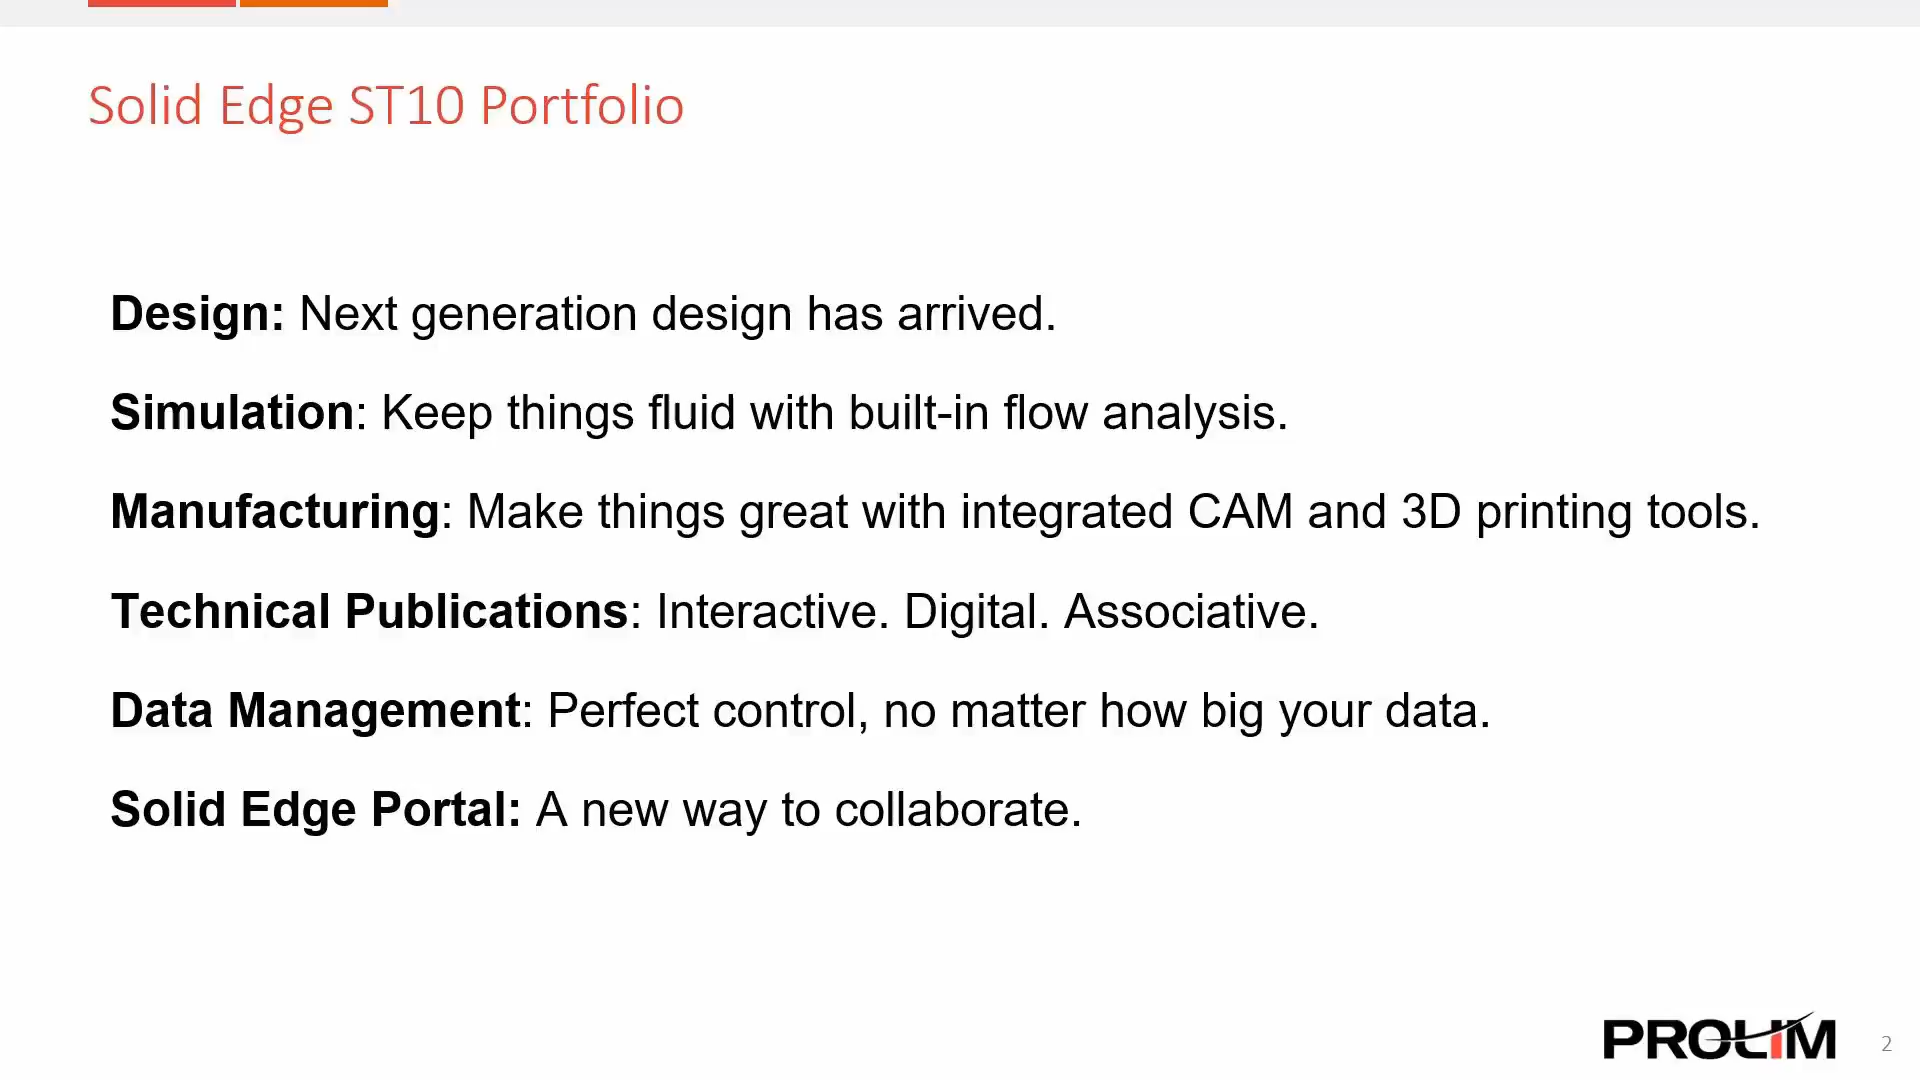 Solid Edge ST10 Portfolio
Design: Next generation design has arrived.
Simulation: Keep things fluid with built-in flow analysis.
Manufacturing: Make things great with integrated CAM and 3D printing tools.
Technical Publications: Interactive. Digital. Associative.
Data Management: Perfect control, no matter how big your data.
Solid Edge Portal: A new way to collaborate.
PROLIM
2